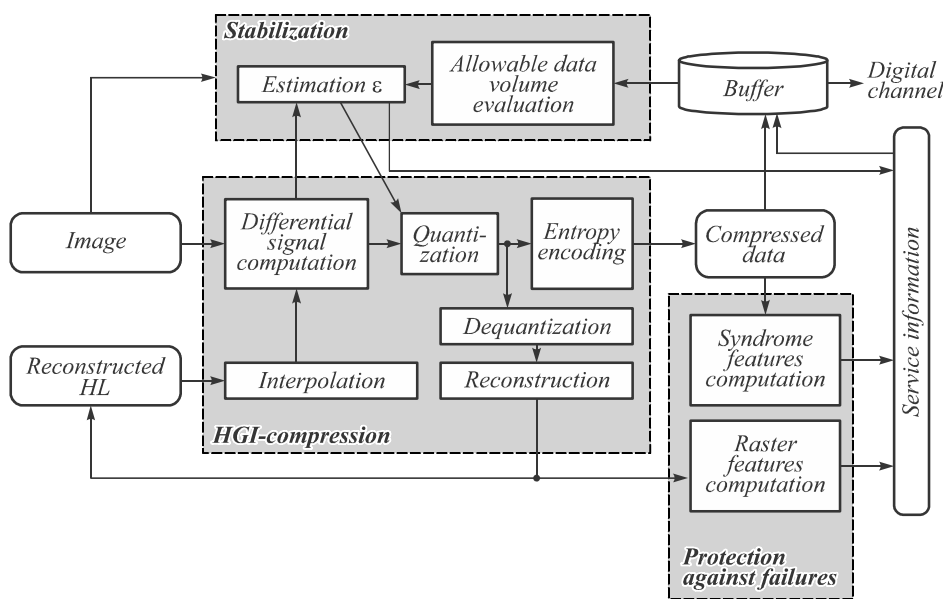 Stabilization
Estimation ε
Allowable data
volume
evaluation
Buffer
Digital
channel
Image
Differential
signal
computation
Quanti-
zation
Entropy
encoding
Compressed
data
Dequantization
Reconstruction
Reconstructed
HL
Interpolation
HGI-compression
Syndrome
features
computation
Raster
features
computation
Protection
against failures
Service information